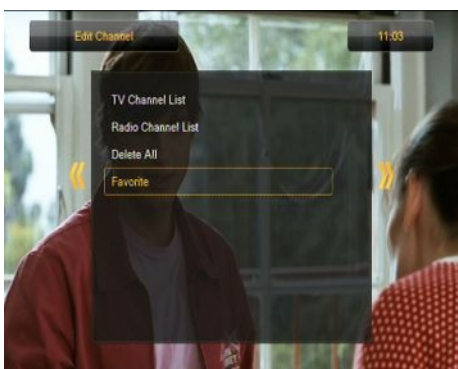 Edit Channel
11:03
TV Channel List
Radio Channel List
Delete All
Favorite